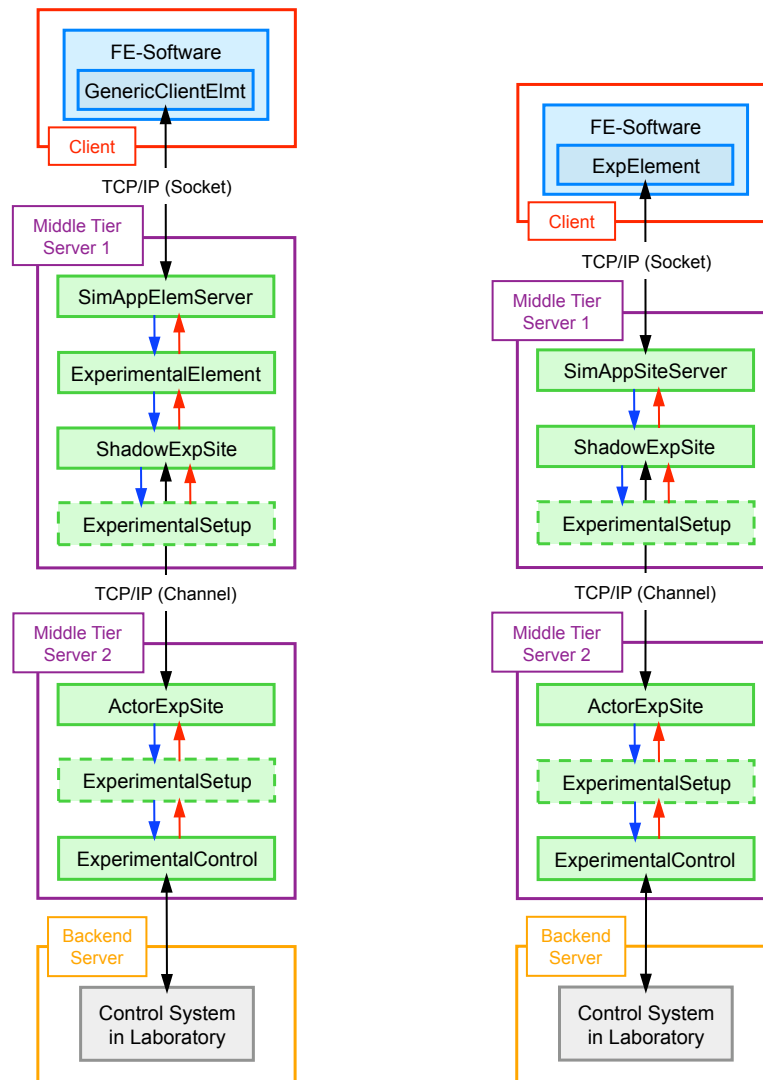 FE-Software
GenericClientElmt
Client
TCP/IP (Socket)
Middle Tier
Server 1
SimAppElemServer
ExperimentalElement
ShadowExpSite
ExperimentalSetup
TCP/IP (Channel)
Middle Tier
Server 2
ActorExpSite
ExperimentalSetup
ExperimentalControl
Backend
Server
Control System
in Laboratory
FE-Software
ExpElement
Client
TCP/IP (Socket)
Middle Tier
Server 1
SimAppSiteServer
ShadowExpSite
ExperimentalSetup
TCP/IP (Channel)
Middle Tier
Server 2
ActorExpSite
ExperimentalSetup
ExperimentalControl
Backend
Server
Control System
in Laboratory